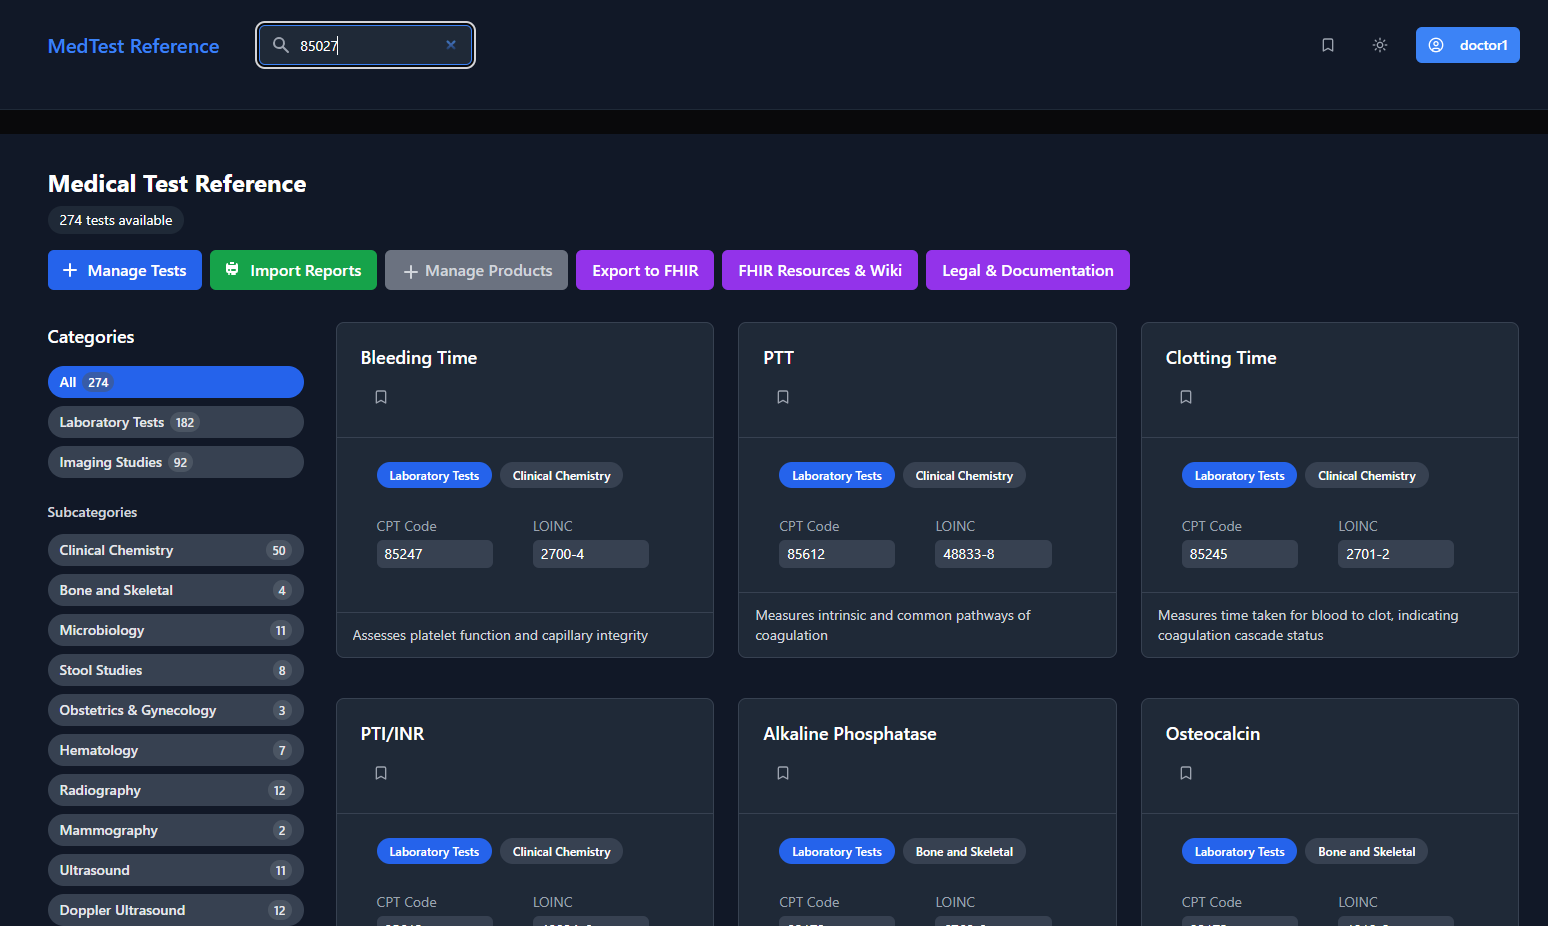 MedTest Reference
85027
doctor1
Medical Test Reference
274 tests available
Manage Tests
Import Reports
Manage Products
Export to FHIR
FHIR Resources & Wiki
Legal & Documentation
Categories
All 274
Laboratory Tests 182
Imaging Studies 92
Subcategories
Clinical Chemistry 50
Bone and Skeletal 4
Microbiology 11
Stool Studies 8
Obstetrics & Gynecology 3
Hematology 7
Radiography 12
Mammography 2
Ultrasound 11
Doppler Ultrasound 12
Bleeding Time
Laboratory Tests Clinical Chemistry
CPT Code LOINC
85247 2700-4
Assesses platelet function and capillary integrity
PTT
Laboratory Tests Clinical Chemistry
CPT Code LOINC
85612 48833-8
Measures intrinsic and common pathways of
coagulation
Clotting Time
Laboratory Tests Clinical Chemistry
CPT Code LOINC
85245 2701-2
Measures time taken for blood to clot, indicating
coagulation cascade status
PTI/INR
Laboratory Tests Clinical Chemistry
CPT Code LOINC
Alkaline Phosphatase
Laboratory Tests Bone and Skeletal
CPT Code LOINC
Osteocalcin
Laboratory Tests Bone and Skeletal
CPT Code LOINC